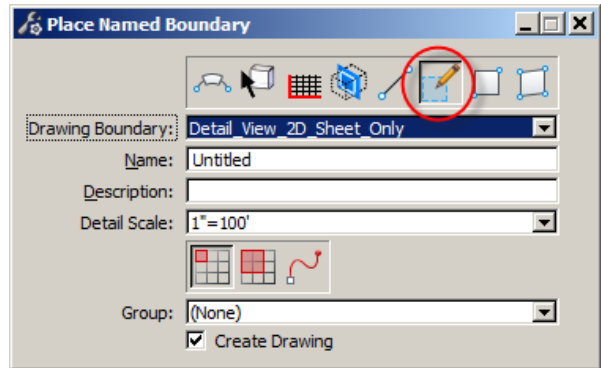 Place Named Boundary
Drawing Boundary: Detail_View_2D_Sheet_Only
Name: Untitled
Description:
Detail Scale: 1"=100'
Group: (None)
Create Drawing